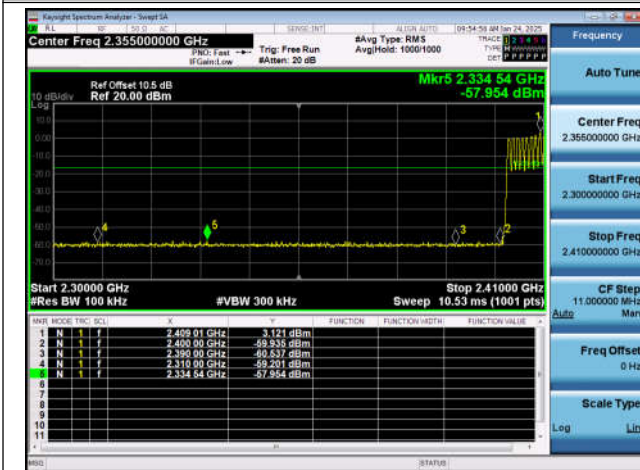 Keysight Spectrum Analyzer - Swept SA
RL RF 50 Ω AC SENSE:INT ALIGN AUTO 09:54:56 AM Jan 24, 2025
Center Freq 2.355000000 GHz
PNO: Fast
IFGain:Low
Trig: Free Run
#Atten: 20 dB
#Avg Type: RMS
Avg|Hold: 1000/1000
TRACE 1 2 3 4 5 6
TYPE
DET P P P P P P
Frequency
Auto Tune
Center Freq
2.355000000 GHz
Start Freq
2.300000000 GHz
Stop Freq
2.410000000 GHz
CF Step
11.000000 MHz
Auto Man
Freq Offset
0 Hz
Scale Type
Log Lin
Mkr5 2.334 54 GHz
-57.954 dBm
Ref Offset 10.5 dB
Ref 20.00 dBm
10 dB/div
Log
10.0
0.00
-10.0
-20.0
-30.0
-40.0
-50.0
-60.0
-70.0
1
2
3
4
5
Start 2.30000 GHz
Stop 2.41000 GHz
#Res BW 100 kHz
#VBW 300 kHz
Sweep 10.53 ms (1001 pts)
MKR MODE TRC SCL X Y FUNCTION FUNCTION WIDTH FUNCTION VALUE
1 N 1 f 2.409 01 GHz 3.121 dBm
2 N 1 f 2.400 00 GHz -59.935 dBm
3 N 1 f 2.390 00 GHz -60.537 dBm
4 N 1 f 2.310 00 GHz -59.201 dBm
5 N 1 f 2.334 54 GHz -57.954 dBm
6
7
8
9
10
11
MSG
STATUS